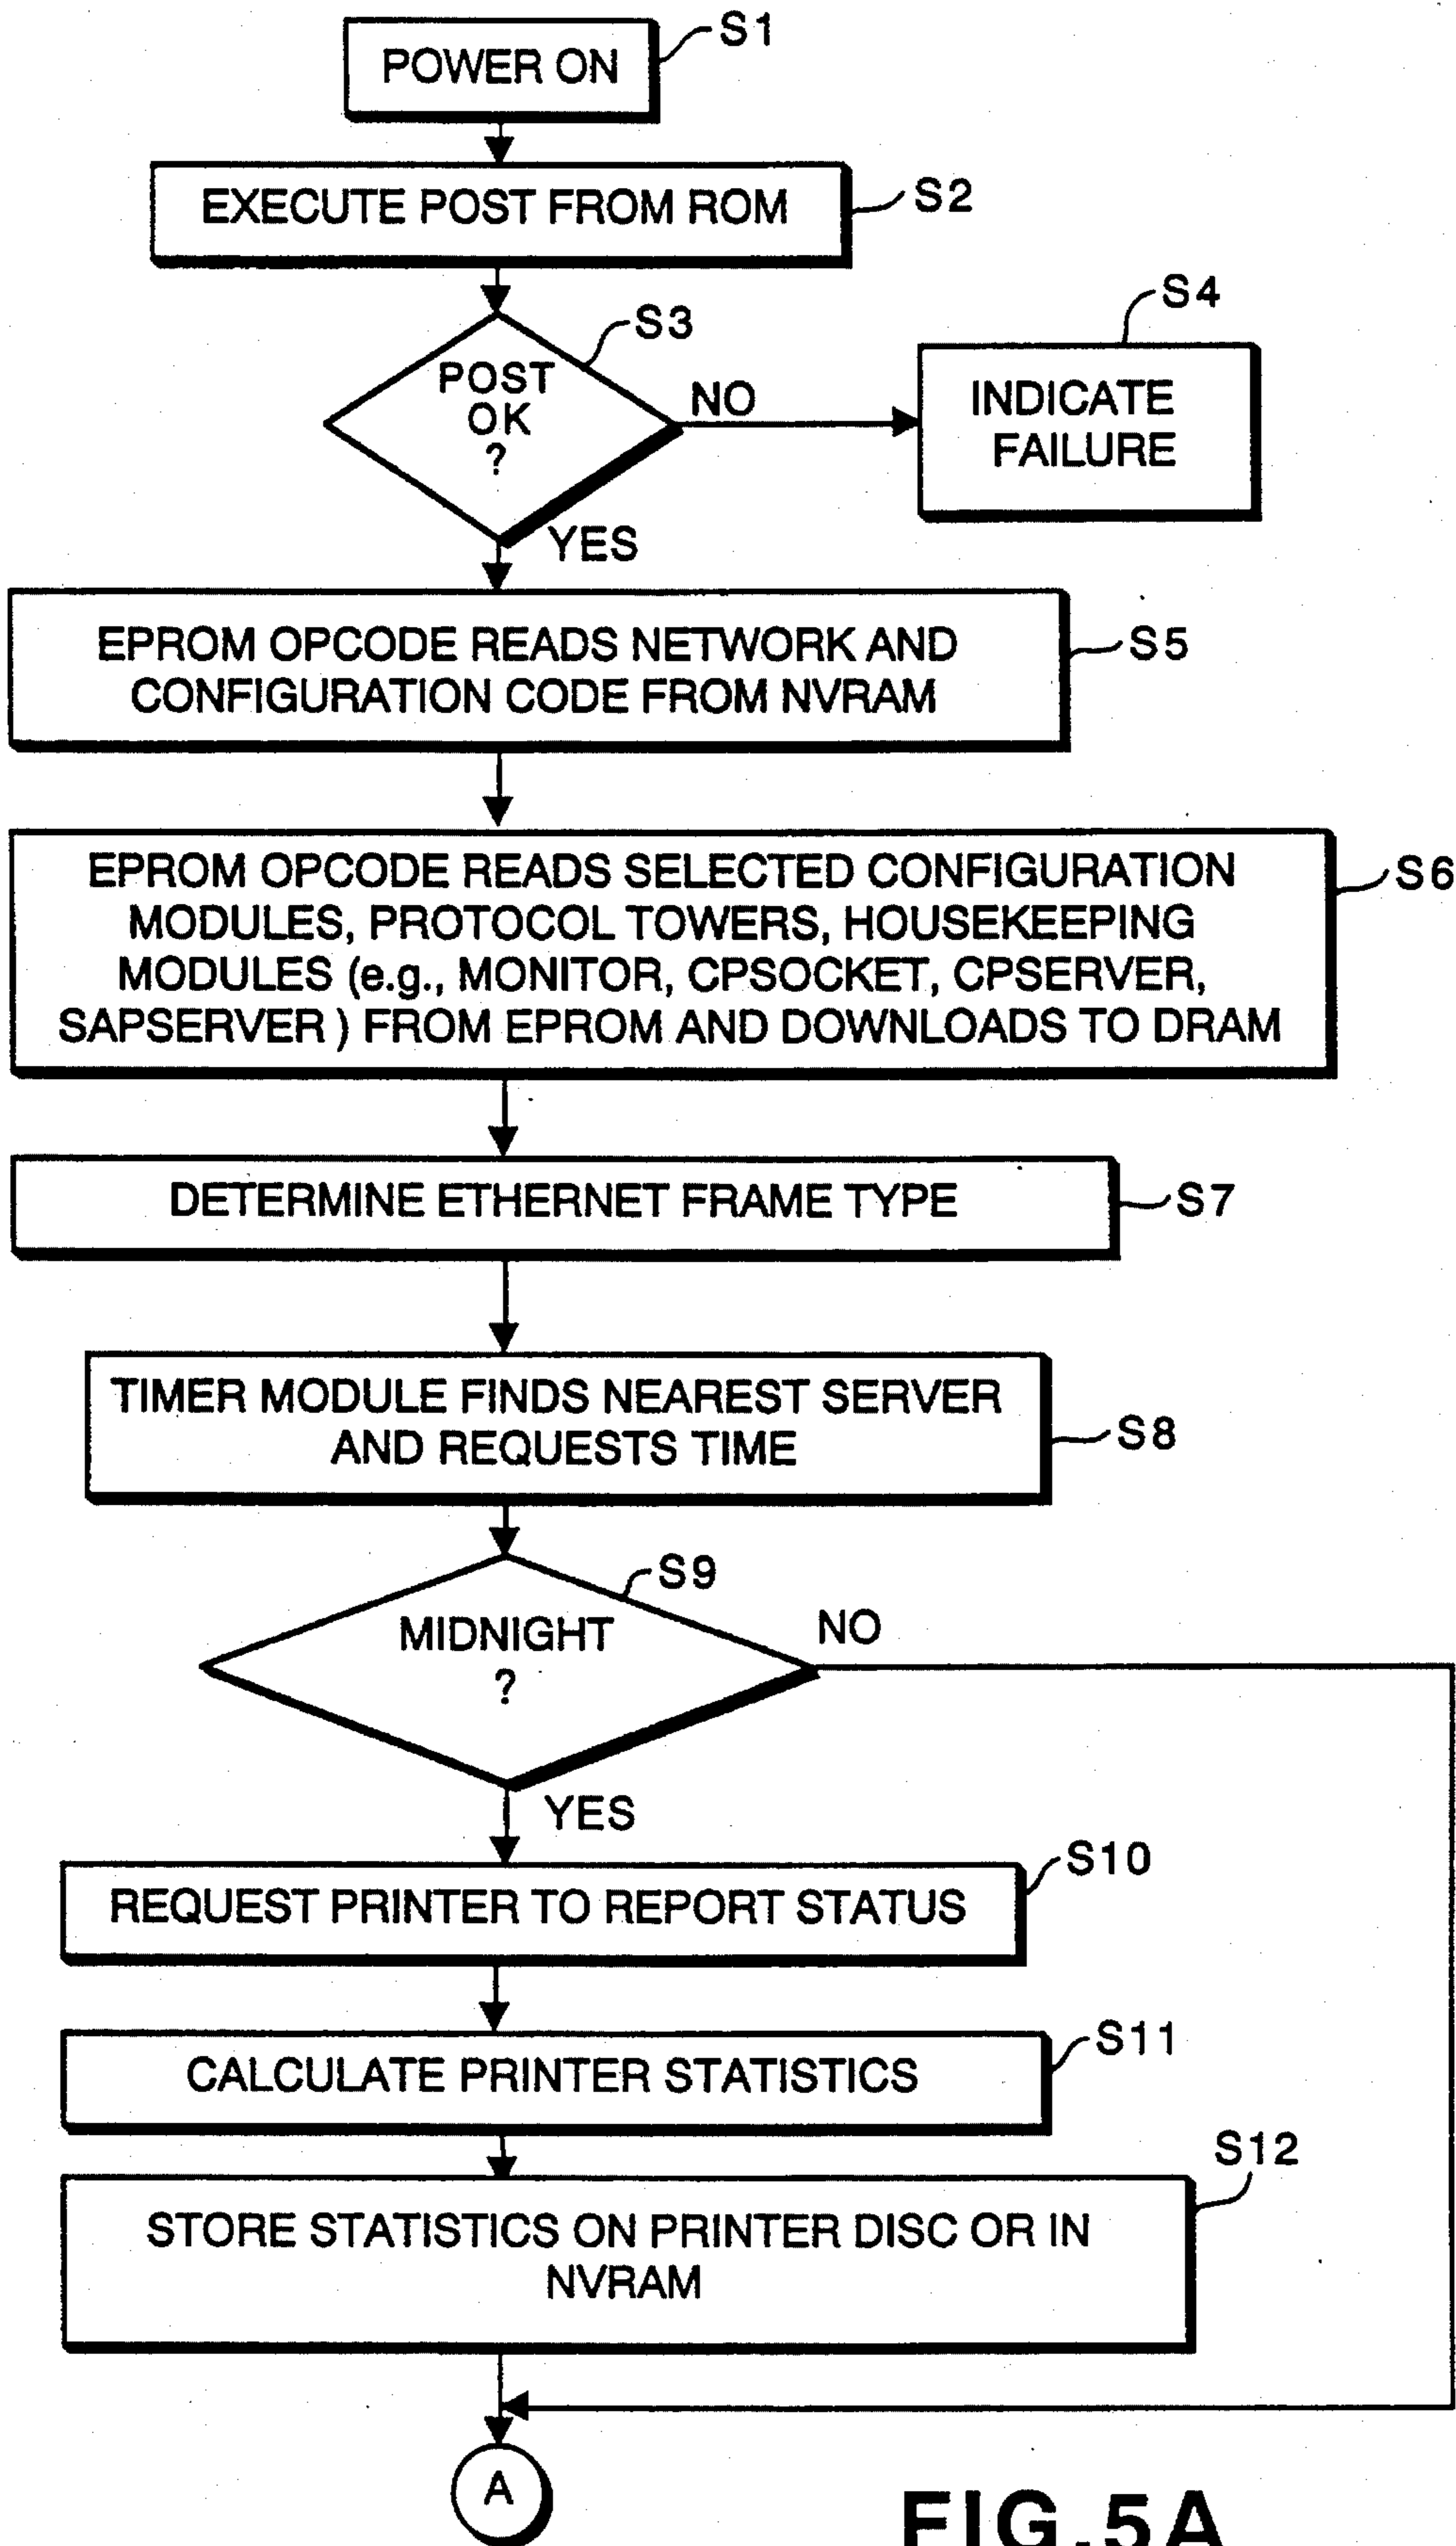 POWER ON
S1
EXECUTE POST FROM ROM
S2
POST
OK
?
S3
NO
S4
INDICATE
FAILURE
YES
EPROM OPCODE READS NETWORK AND
CONFIGURATION CODE FROM NVRAM
S5
EPROM OPCODE READS SELECTED CONFIGURATION
MODULES, PROTOCOL TOWERS, HOUSEKEEPING
MODULES (e.g., MONITOR, CPSOCKET, CPSERVER,
SAPSERVER ) FROM EPROM AND DOWNLOADS TO DRAM
S6
DETERMINE ETHERNET FRAME TYPE
S7
TIMER MODULE FINDS NEAREST SERVER
AND REQUESTS TIME
S8
MIDNIGHT
?
S9
NO
YES
REQUEST PRINTER TO REPORT STATUS
S10
CALCULATE PRINTER STATISTICS
S11
STORE STATISTICS ON PRINTER DISC OR IN
NVRAM
S12
A
FIG.5A